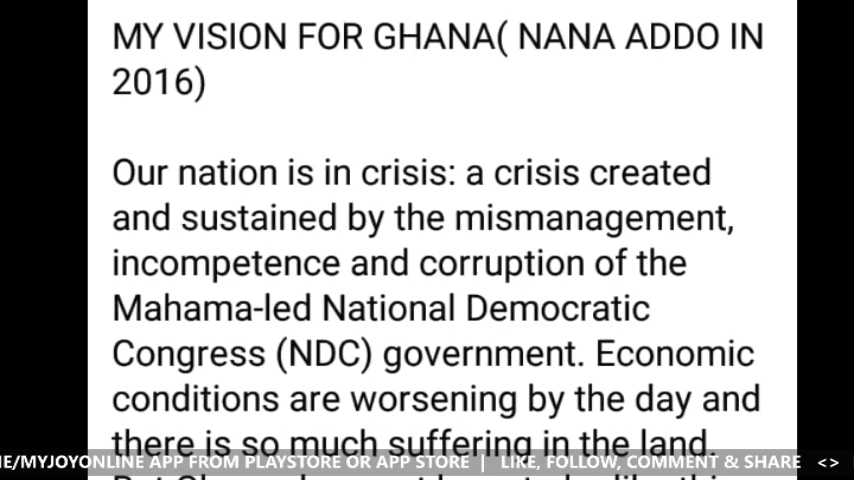 MY VISION FOR GHANA( NANA ADDO IN
2016)
Our nation is in crisis: a crisis created
and sustained by the mismanagement,
incompetence and corruption of the
Mahama-led National Democratic
Congress (NDC) government. Economic
conditions are worsening by the day and
there is so much suffering in the land.
E/MYJOYONLINE APP FROM PLAYSTORE OR APP STORE | LIKE, FOLLOW, COMMENT & SHARE <>